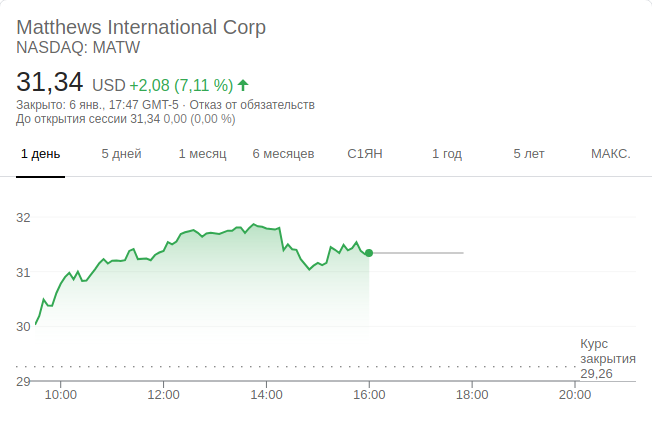 Matthews International Corp
NASDAQ: MATW
31,34 USD +2,08 (7,11 %)
Закрыто: 6 янв., 17:47 GMT-5 · Отказ от обязательств
До открытия сессии 31,34 0,00 (0,00 %)
1 день 5 дней 1 месяц 6 месяцев С1ЯН 1 год 5 лет МАКС.
32
31
30
Курс
закрытия
29,26
29
10:00 12:00 14:00 16:00 18:00 20:00